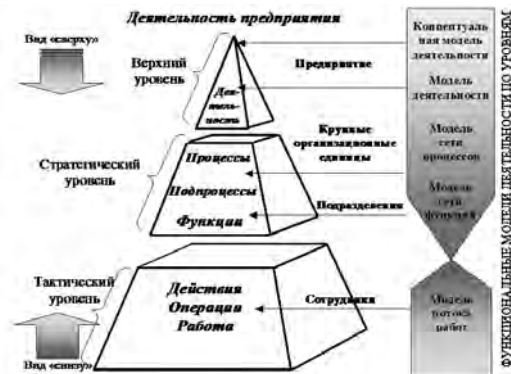 Деятельность предприятия
Вид «сверху»
Верхний
уровень
Дея-
тель-
ность
Предприятие
Концептуаль-
ная модель
деятельности
Модель
деятельности
Стратегический
уровень
Процессы
Подпроцессы
Функции
Крупные
организационные
единицы
Подразделения
Модель
сети
процессов
Модель
сети
функций
Тактический
уровень
Действия
Операции
Работа
Сотрудники
Модель
потока
работ
Вид «снизу»
ФУНКЦИОНАЛЬНЫЕ МОДЕЛИ ДЕЯТЕЛЬНОСТИ ПО УРОВНЯМ